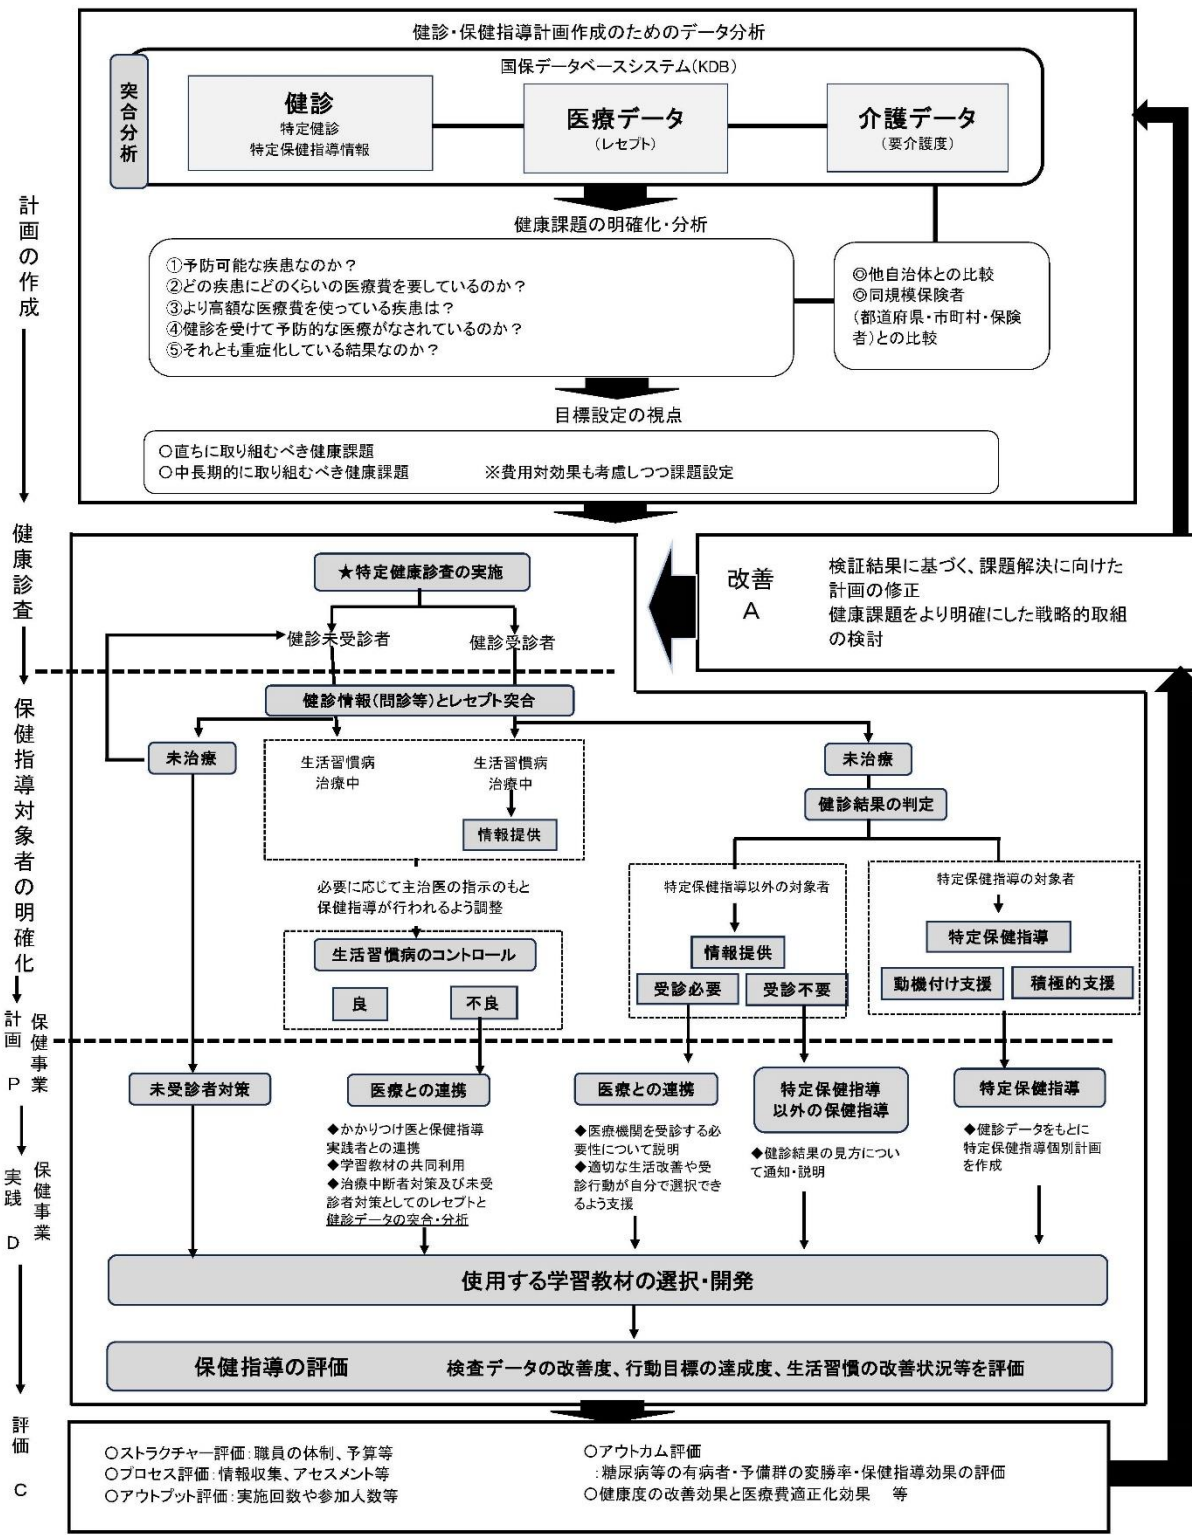 健診・保健指導計画作成のためのデータ分析
国保データベースシステム(KDB)
突合分析
健診
特定健診
特定保健指導情報
医療データ
(レセプト)
介護データ
(要介護度)
計画の作成
健康課題の明確化・分析
①予防可能な疾患なのか？
②どの疾患にどのくらいの医療費を要しているのか？
③より高額な医療費を使っている疾患は？
④健診を受けて予防的な医療がなされているのか？
⑤それとも重症化している結果なのか？
◎他自治体との比較
◎同規模保険者
(都道府県・市町村・保険
者)との比較
目標設定の視点
○直ちに取り組むべき健康課題
○中長期的に取り組むべき健康課題 ※費用対効果も考慮しつつ課題設定
健康診査
★特定健康診査の実施
健診未受診者
健診受診者
改善
A
検証結果に基づく、課題解決に向けた
計画の修正
健康課題をより明確にした戦略的取組
の検討
保健指導対象者の明確化
健診情報(問診等)とレセプト突合
未治療
生活習慣病
治療中
生活習慣病
治療中
情報提供
未治療
健診結果の判定
必要に応じて主治医の指示のもと
保健指導が行われるよう調整
生活習慣病のコントロール
良
不良
特定保健指導以外の対象者
情報提供
受診必要
受診不要
特定保健指導の対象者
特定保健指導
動機付け支援
積極的支援
保健事業
計画 P
未受診者対策
医療との連携
◆かかりつけ医と保健指導
実践者との連携
◆学習教材の共同利用
◆治療中断者対策及び未受
診者対策としてのレセプトと
健診データの突合・分析
医療との連携
◆医療機関を受診する必
要性について説明
◆適切な生活改善や受
診行動が自分で選択でき
るよう支援
特定保健指導
以外の保健指導
◆健診結果の見方につい
て通知・説明
特定保健指導
◆健診データをもとに
特定保健指導個別計画
を作成
保健事業
実践 D
使用する学習教材の選択・開発
保健指導の評価 検査データの改善度、行動目標の達成度、生活習慣の改善状況等を評価
評価 C
○ストラクチャー評価：職員の体制、予算等
○プロセス評価：情報収集、アセスメント等
○アウトプット評価：実施回数や参加人数等
○アウトカム評価
：糖尿病等の有病者・予備群の変勝率・保健指導効果の評価
○健康度の改善効果と医療費適正化効果 等